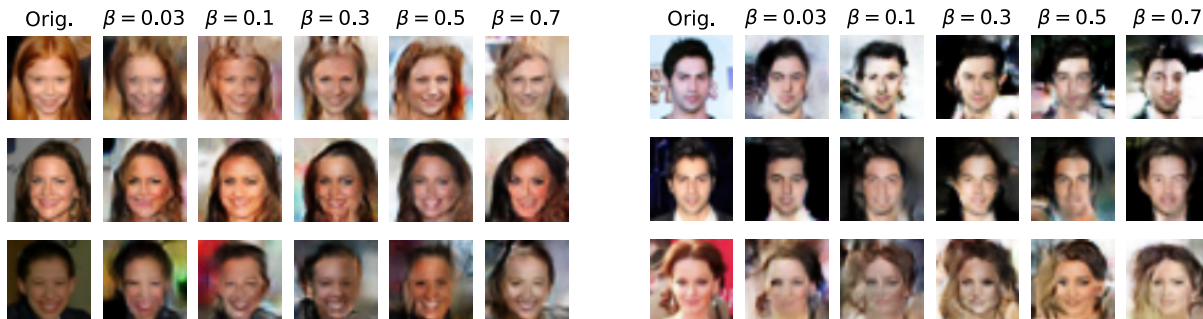 Orig. β = 0.03 β = 0.1 β = 0.3 β = 0.5 β = 0.7 Orig. β = 0.03 β = 0.1 β = 0.3 β = 0.5 β = 0.7